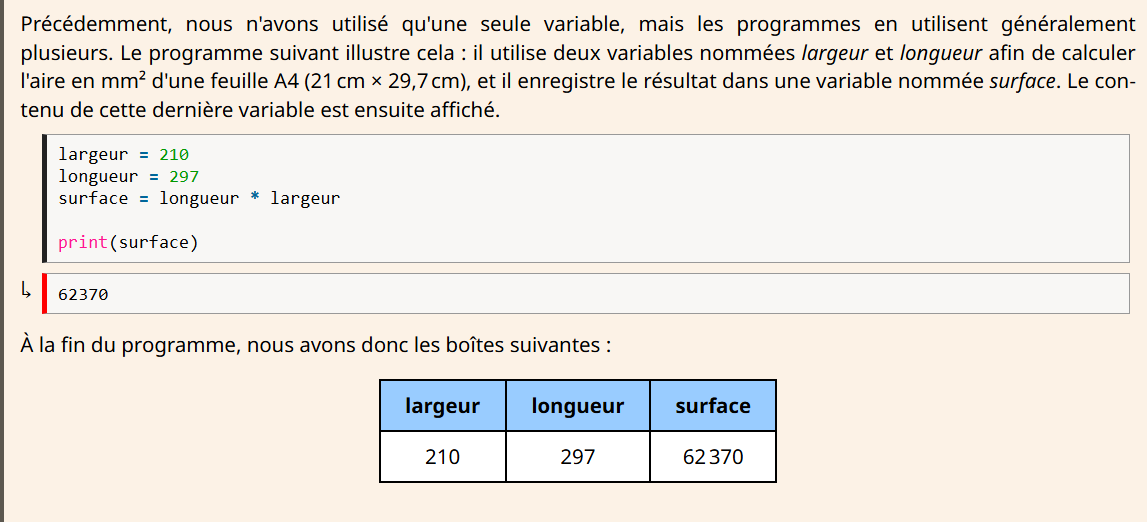 Précédemment, nous n'avons utilisé qu'une seule variable, mais les programmes en utilisent généralement
plusieurs. Le programme suivant illustre cela : il utilise deux variables nommées largeur et longueur afin de calculer
l'aire en mm² d'une feuille A4 (21 cm × 29,7 cm), et il enregistre le résultat dans une variable nommée surface. Le con-
tenu de cette dernière variable est ensuite affiché.
largeur = 210
longueur = 297
surface = longueur * largeur
print(surface)
↳ 62370
À la fin du programme, nous avons donc les boîtes suivantes :
largeur longueur surface
210 297 62 370